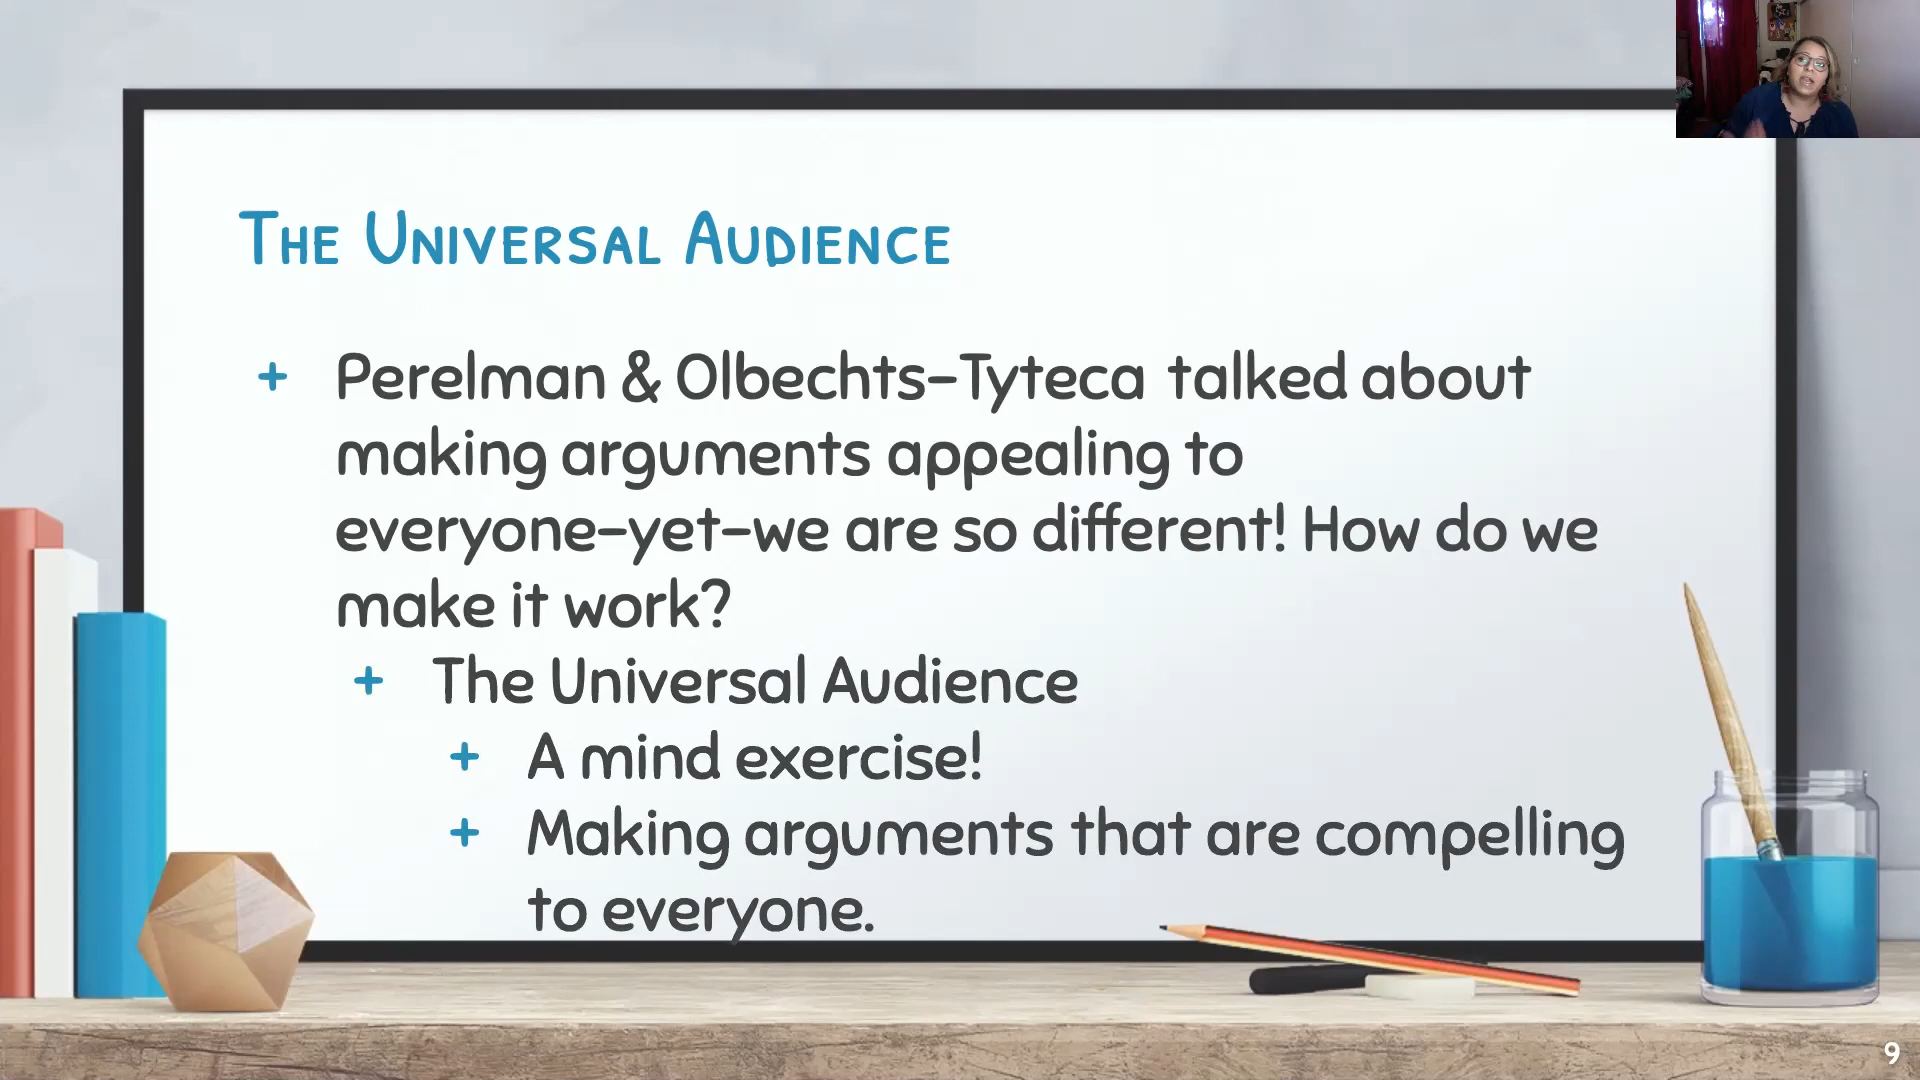 The Universal Audience
+ Perelman & Olbechts-Tyteca talked about
making arguments appealing to
everyone-yet-we are so different! How do we
make it work?
+ The Universal Audience
+ A mind exercise!
+ Making arguments that are compelling
to everyone.
9